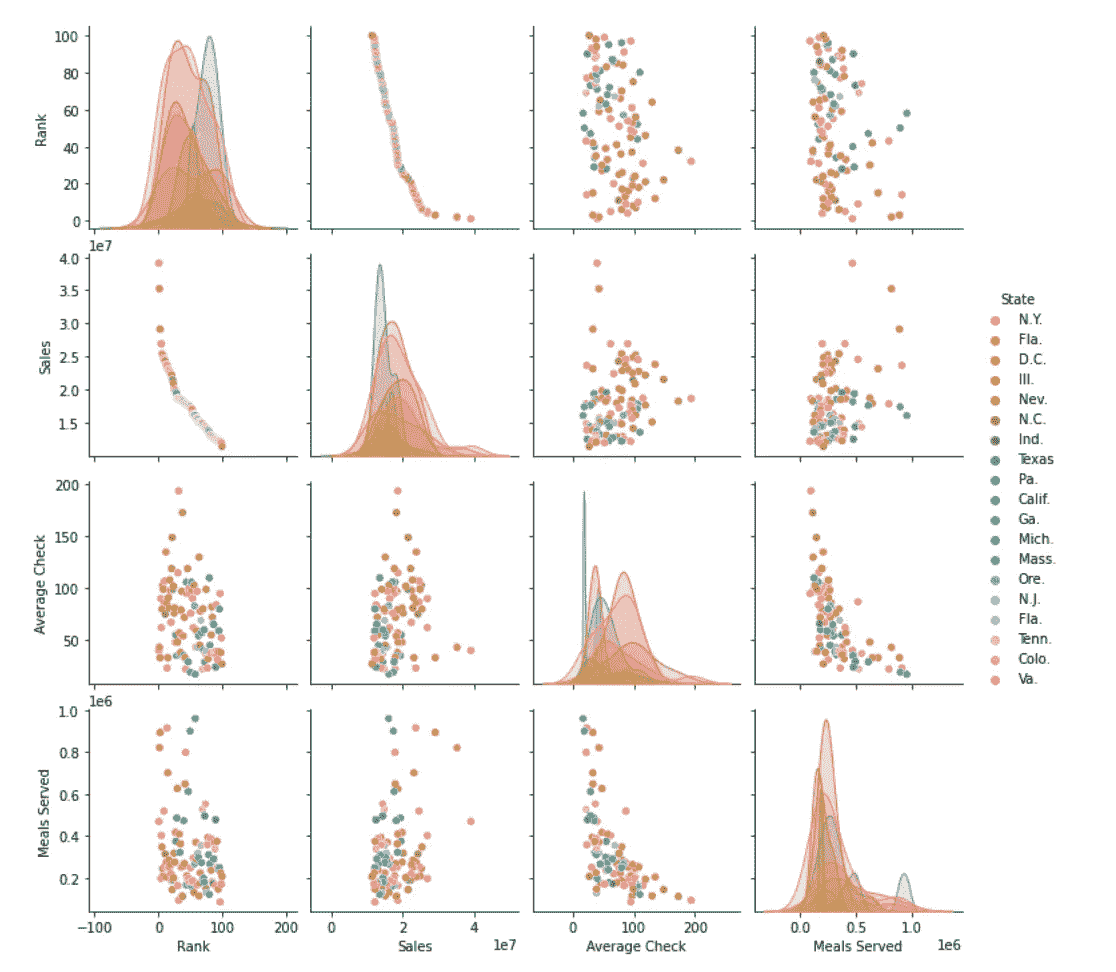 100
80
60
40
20
0
Rank
1e7
4.0
3.5
3.0
2.5
2.0
1.5
Sales
State
N.Y.
Fla.
D.C.
Ill.
Nev.
N.C.
Ind.
Texas
Pa.
Calif.
Ga.
Mich.
Mass.
Ore.
N.J.
Fla.
Tenn.
Colo.
Va.
200
150
100
50
Average Check
1e6
1.0
0.8
0.6
0.4
0.2
Meals Served
−100 0 100 200
Rank
0 2 4
1e7
Sales
0 100 200
Average Check
0.0 0.5 1.0
1e6
Meals Served